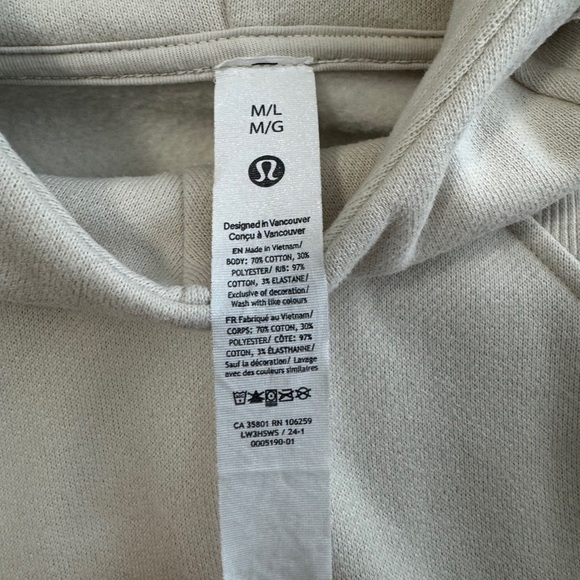 M/L
M/G
Designed in Vancouver
Conçu à Vancouver
EN Made in Vietnam/
BODY: 70% COTTON, 30%
POLYESTER/ RIB: 97%
COTTON, 3% ELASTANE/
Exclusive of decoration/
Wash with like colours
FR Fabriqué au Vietnam/
CORPS: 70% COTON, 30%
POLYESTER/ CÔTE: 97%
COTON, 3% ÉLASTHANNE/
Sauf la décoration/ Lavage
avec des couleurs similaires
CA 35801 RN 106259
LW3HSWS / 24-1
0005190-01